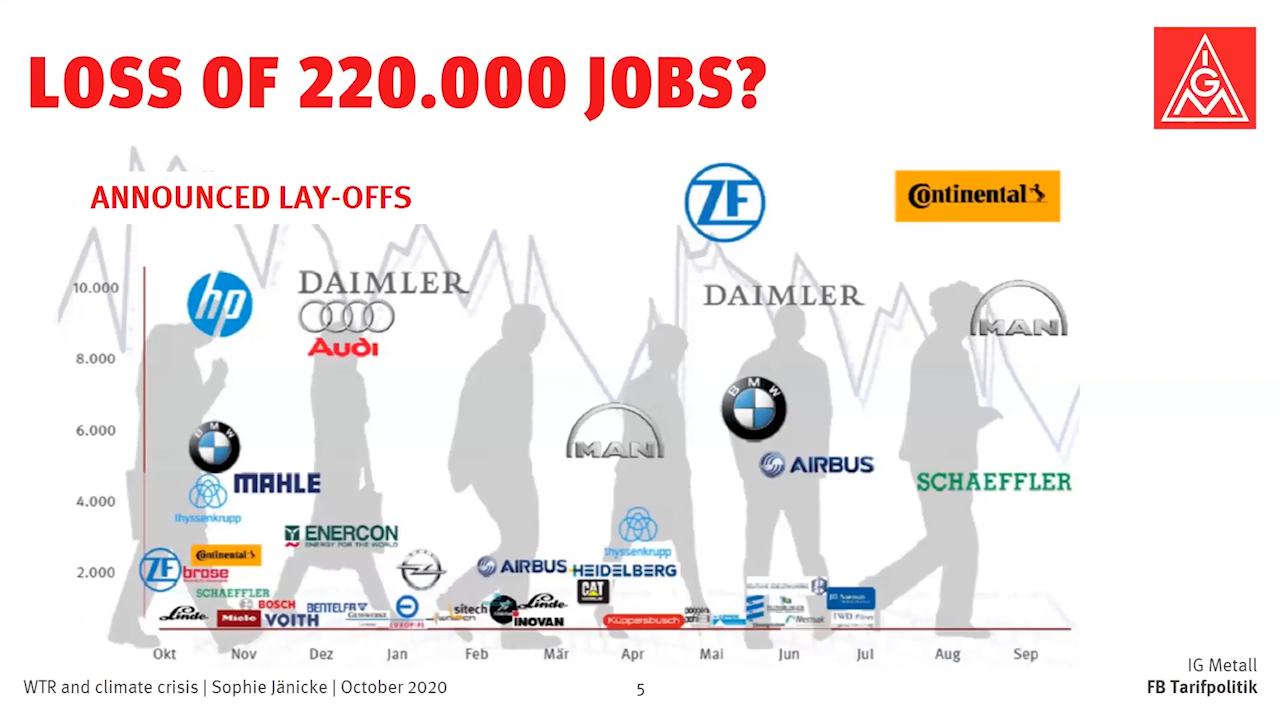 LOSS OF 220.000 JOBS?
IGM
ANNOUNCED LAY-OFFS
ZF
Continental
10.000
hp
DAIMLER
Audi
DAIMLER
MAN
8.000
6.000
BMW
MAN
BMW
AIRBUS
MAHLE
SCHAEFFLER
4.000
thyssenkrupp
ENERCON
ENERGY FOR THE WORLD
thyssenkrupp
2.000
ZF
Continental
brose
AIRBUS
HEIDELBERG
CAT
SCHAEFFLER
BOSCH
BENTELER
sitech
Linde
Linde
Miele
VOITH
INOVAN
Küppersbusch
Okt Nov Dez Jan Feb Mär Apr Mai Jun Jul Aug Sep
IG Metall
WTR and climate crisis | Sophie Jänicke | October 2020
5
FB Tarifpolitik